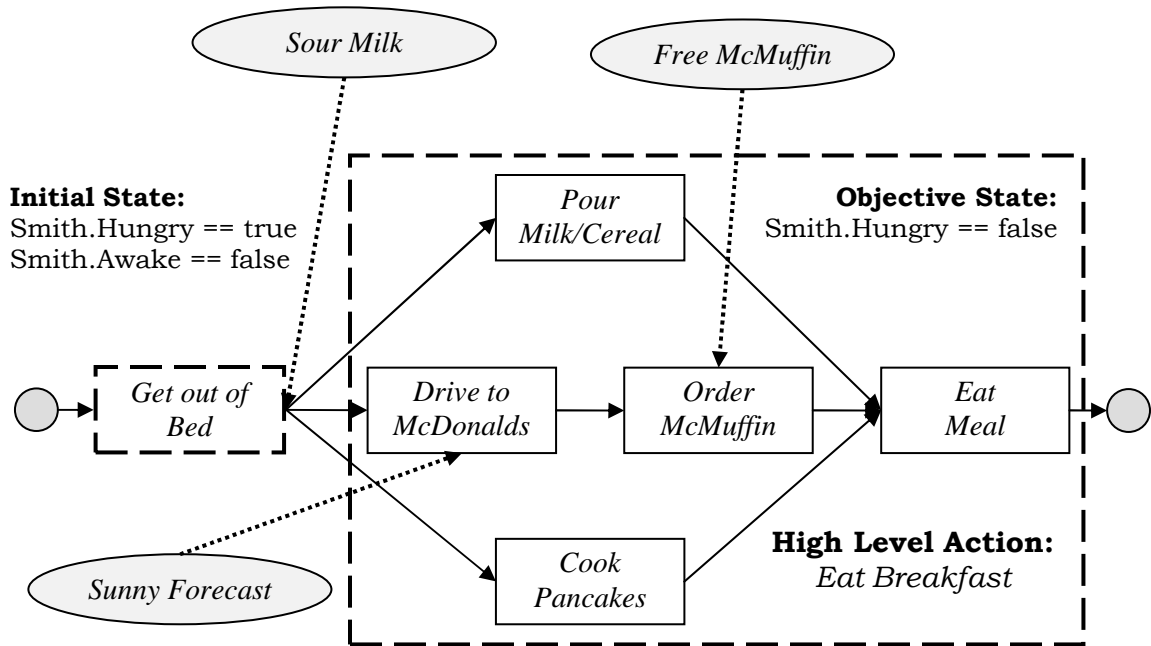 Sour Milk
Free McMuffin
Initial State:
Smith.Hungry == true
Smith.Awake == false
Pour
Milk/Cereal
Objective State:
Smith.Hungry == false
Get out of
Bed
Drive to
McDonalds
Order
McMuffin
Eat
Meal
Sunny Forecast
Cook
Pancakes
High Level Action:
Eat Breakfast